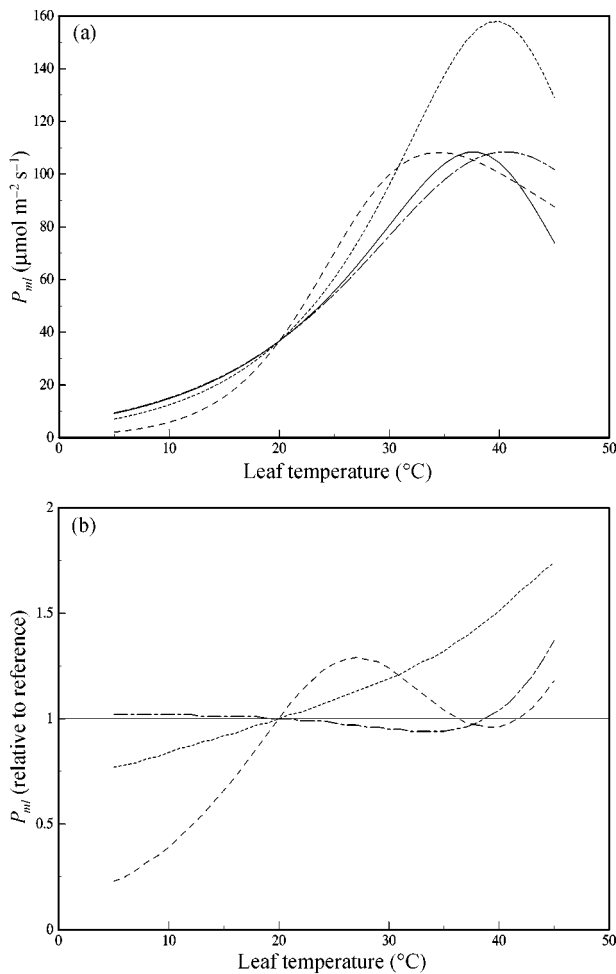 (a)
160
140
120
100
80
60
40
20
0
P_ml (µmol m⁻² s⁻¹)
0 10 20 30 40 50
Leaf temperature (°C)
(b)
2
1.5
1
0.5
0
P_ml (relative to reference)
0 10 20 30 40 50
Leaf temperature (°C)